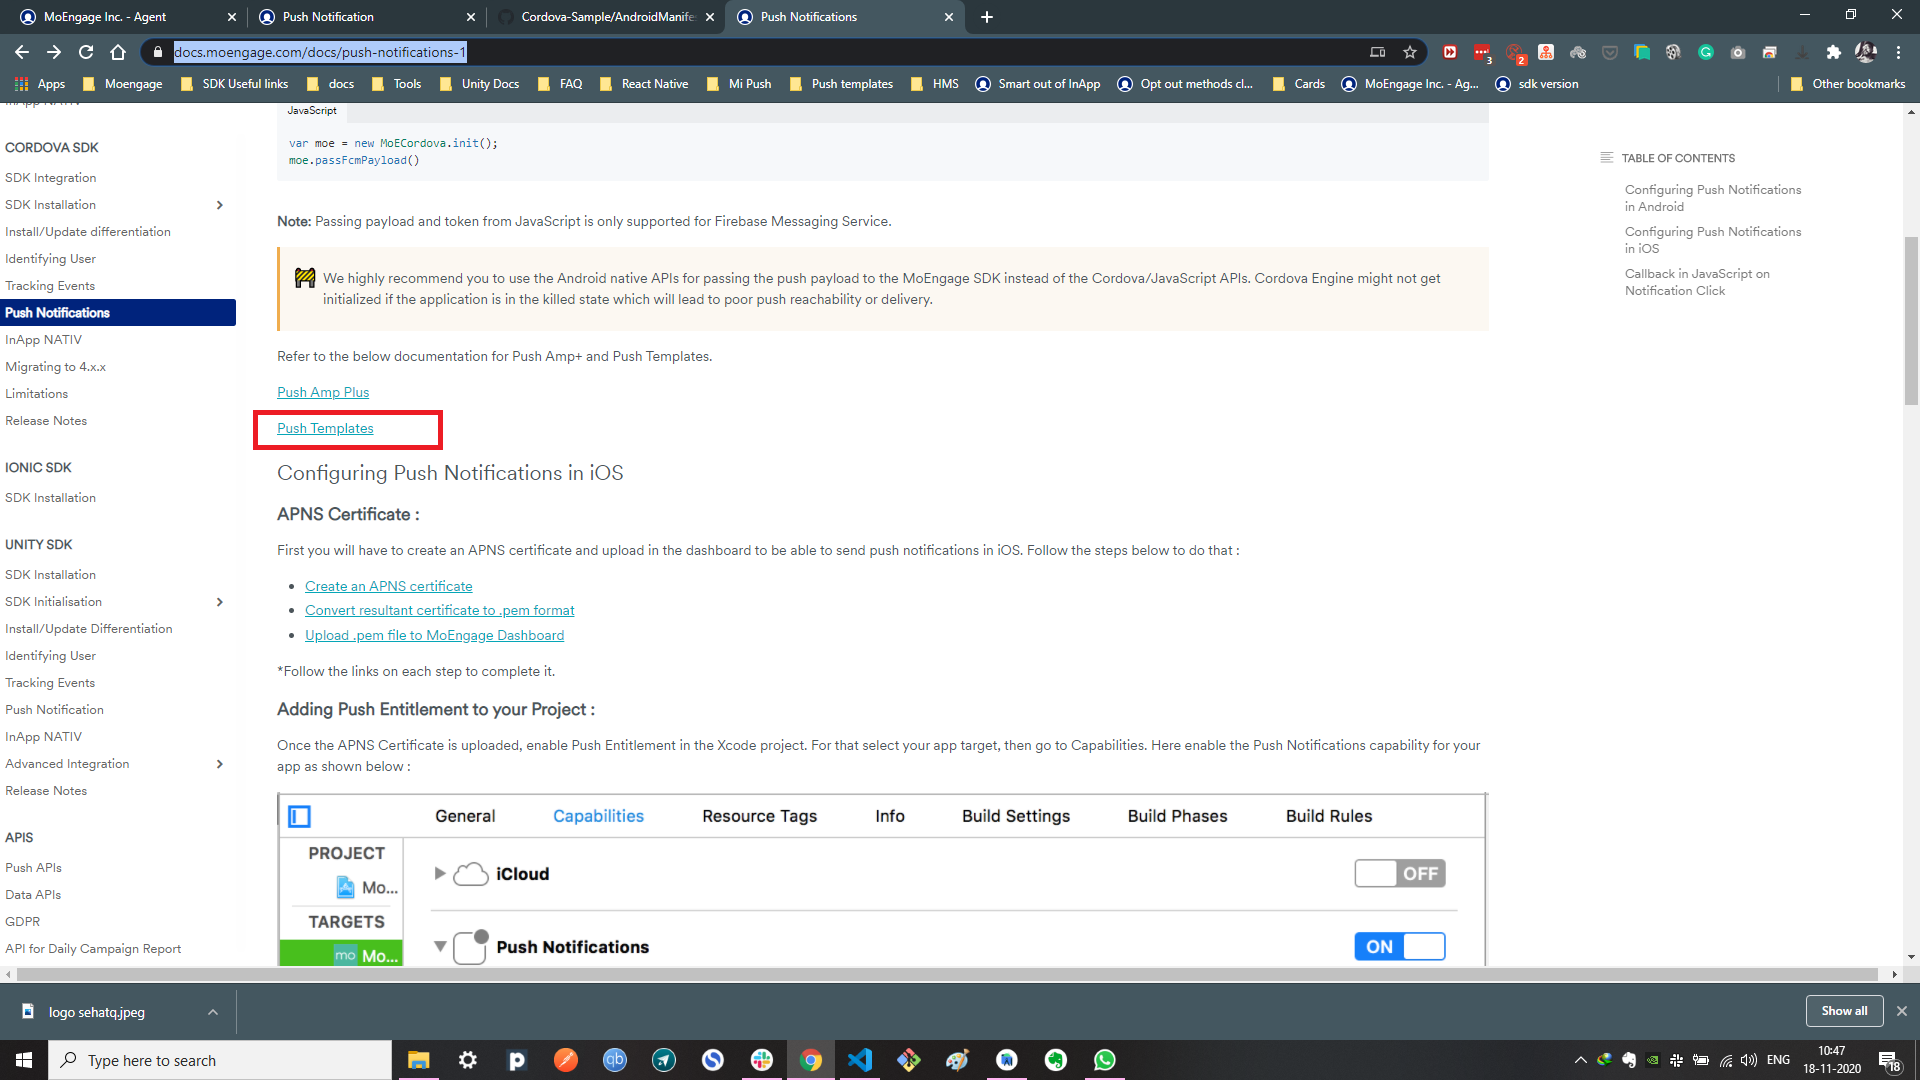 MoEngage Inc. - Agent
Push Notification
Cordova-Sample/AndroidManife
Push Notifications
docs.moengage.com/docs/push-notifications-1
3
2
Apps
Moengage
SDK Useful links
docs
Tools
Unity Docs
FAQ
React Native
Mi Push
Push templates
HMS
Smart out of InApp
Opt out methods cl...
Cards
MoEngage Inc. - Ag...
sdk version
Other bookmarks
InApp NATIV
CORDOVA SDK
SDK Integration
SDK Installation
Install/Update differentiation
Identifying User
Tracking Events
Push Notifications
InApp NATIV
Migrating to 4.x.x
Limitations
Release Notes
IONIC SDK
SDK Installation
UNITY SDK
SDK Installation
SDK Initialisation
Install/Update Differentiation
Identifying User
Tracking Events
Push Notification
InApp NATIV
Advanced Integration
Release Notes
APIS
Push APIs
Data APIs
GDPR
API for Daily Campaign Report
JavaScript
var moe = new MoECordova.init();
moe.passFcmPayload()
Note: Passing payload and token from JavaScript is only supported for Firebase Messaging Service.
We highly recommend you to use the Android native APIs for passing the push payload to the MoEngage SDK instead of the Cordova/JavaScript APIs. Cordova Engine might not get
initialized if the application is in the killed state which will lead to poor push reachability or delivery.
Refer to the below documentation for Push Amp+ and Push Templates.
Push Amp Plus
Push Templates
Configuring Push Notifications in iOS
APNS Certificate :
First you will have to create an APNS certificate and upload in the dashboard to be able to send push notifications in iOS. Follow the steps below to do that :
• Create an APNS certificate
• Convert resultant certificate to .pem format
• Upload .pem file to MoEngage Dashboard
*Follow the links on each step to complete it.
Adding Push Entitlement to your Project :
Once the APNS Certificate is uploaded, enable Push Entitlement in the Xcode project. For that select your app target, then go to Capabilities. Here enable the Push Notifications capability for your
app as shown below :
General
Capabilities
Resource Tags
Info
Build Settings
Build Phases
Build Rules
PROJECT
Mo...
TARGETS
mo Mo...
iCloud
OFF
Push Notifications
ON
TABLE OF CONTENTS
Configuring Push Notifications
in Android
Configuring Push Notifications
in iOS
Callback in JavaScript on
Notification Click
logo sehatq.jpeg
Show all
Type here to search
qb
ENG
10:47
18-11-2020
18